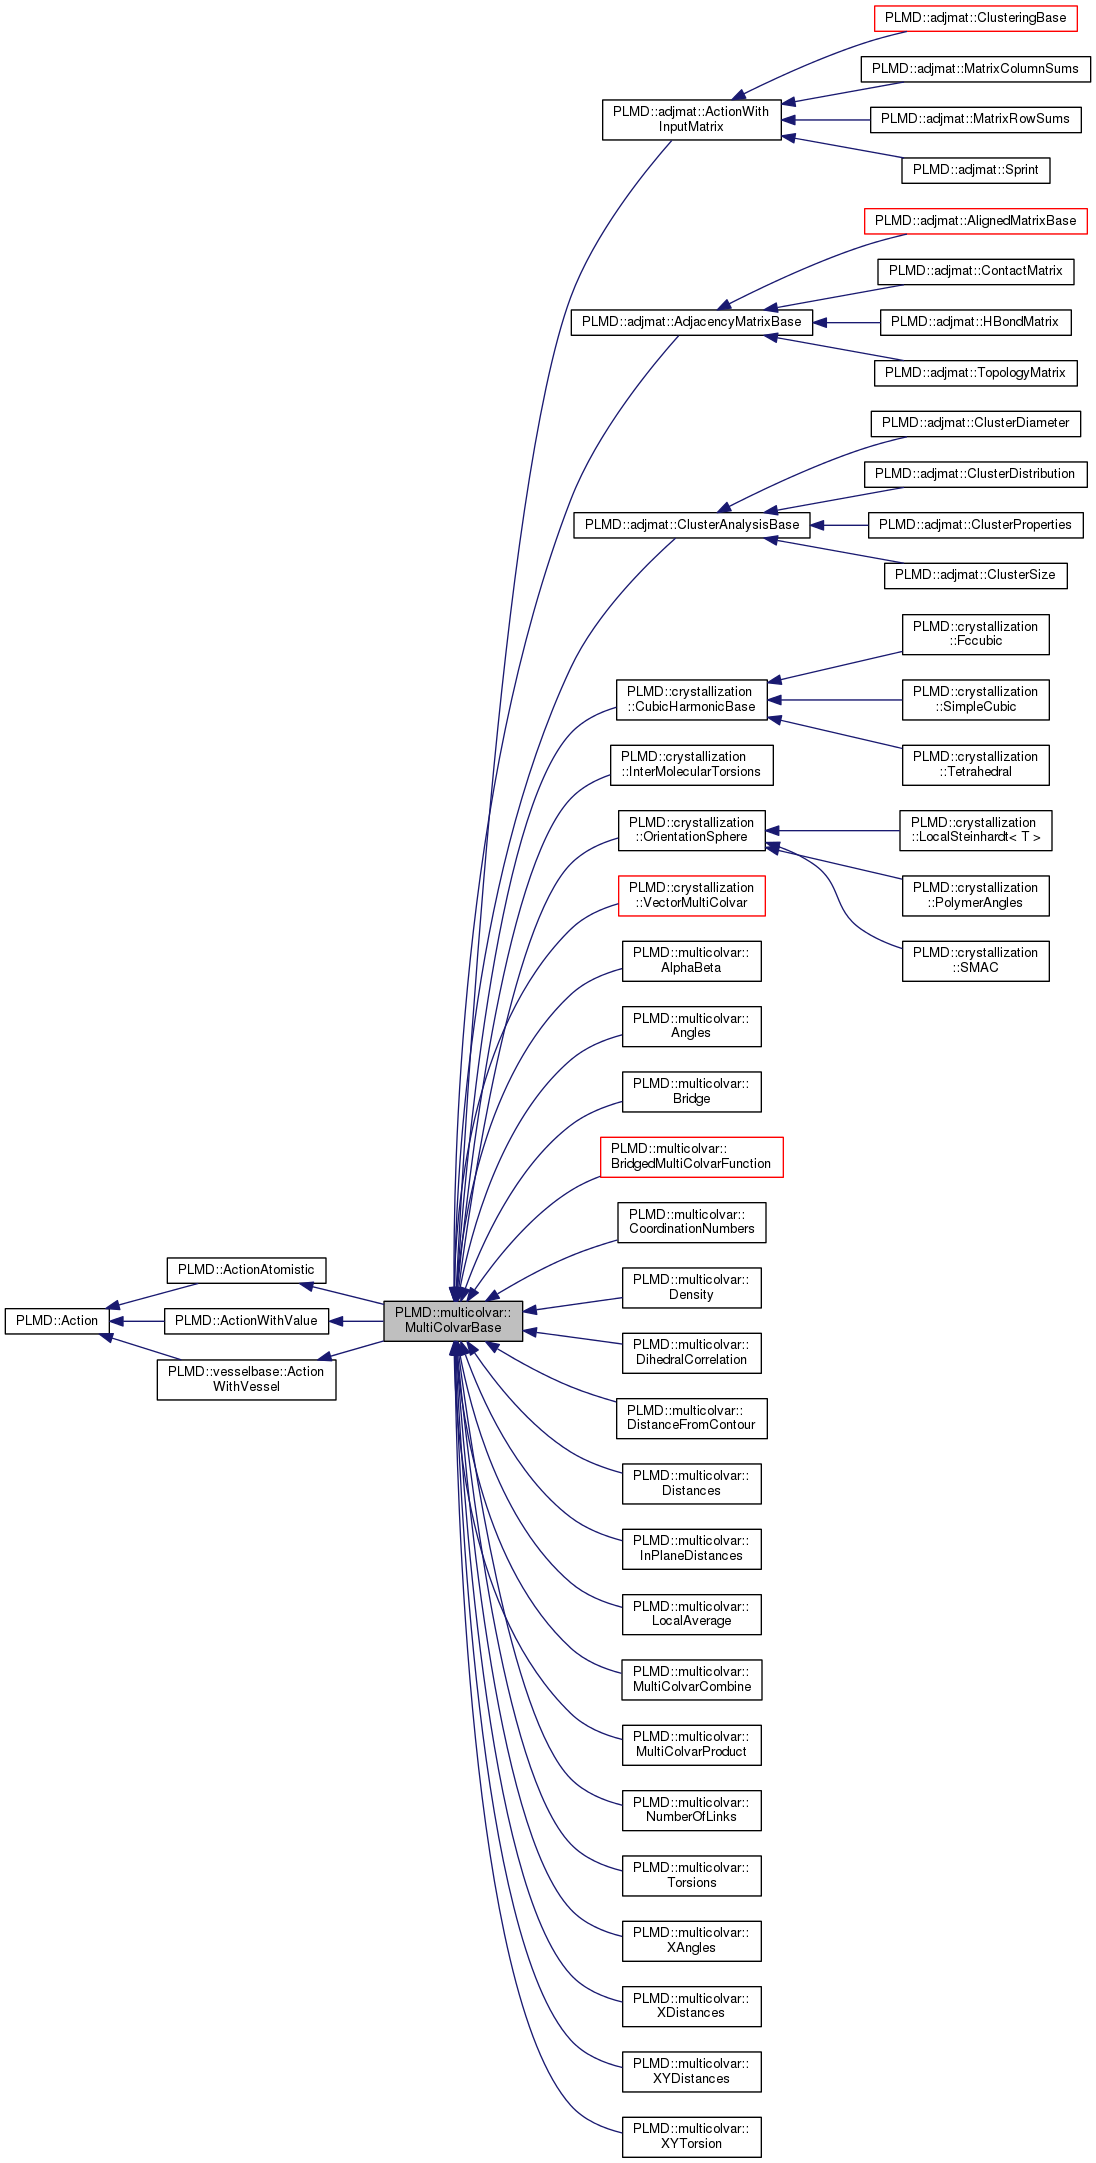 PLMD::adjmat::ClusteringBase
PLMD::adjmat::MatrixColumnSums
PLMD::adjmat::ActionWith
InputMatrix
PLMD::adjmat::MatrixRowSums
PLMD::adjmat::Sprint
PLMD::adjmat::AlignedMatrixBase
PLMD::adjmat::ContactMatrix
PLMD::adjmat::AdjacencyMatrixBase
PLMD::adjmat::HBondMatrix
PLMD::adjmat::TopologyMatrix
PLMD::adjmat::ClusterDiameter
PLMD::adjmat::ClusterDistribution
PLMD::adjmat::ClusterAnalysisBase
PLMD::adjmat::ClusterProperties
PLMD::adjmat::ClusterSize
PLMD::crystallization
::Fccubic
PLMD::crystallization
::CubicHarmonicBase
PLMD::crystallization
::SimpleCubic
PLMD::crystallization
::Tetrahedral
PLMD::crystallization
::InterMolecularTorsions
PLMD::crystallization
::OrientationSphere
PLMD::crystallization
::LocalSteinhardt< T >
PLMD::crystallization
::PolymerAngles
PLMD::crystallization
::VectorMultiColvar
PLMD::crystallization
::SMAC
PLMD::multicolvar::
AlphaBeta
PLMD::multicolvar::
Angles
PLMD::multicolvar::
Bridge
PLMD::multicolvar::
BridgedMultiColvarFunction
PLMD::multicolvar::
CoordinationNumbers
PLMD::ActionAtomistic
PLMD::multicolvar::
Density
PLMD::Action
PLMD::ActionWithValue
PLMD::multicolvar::
MultiColvarBase
PLMD::multicolvar::
DihedralCorrelation
PLMD::vesselbase::Action
WithVessel
PLMD::multicolvar::
DistanceFromContour
PLMD::multicolvar::
Distances
PLMD::multicolvar::
InPlaneDistances
PLMD::multicolvar::
LocalAverage
PLMD::multicolvar::
MultiColvarCombine
PLMD::multicolvar::
MultiColvarProduct
PLMD::multicolvar::
NumberOfLinks
PLMD::multicolvar::
Torsions
PLMD::multicolvar::
XAngles
PLMD::multicolvar::
XDistances
PLMD::multicolvar::
XYDistances
PLMD::multicolvar::
XYTorsion